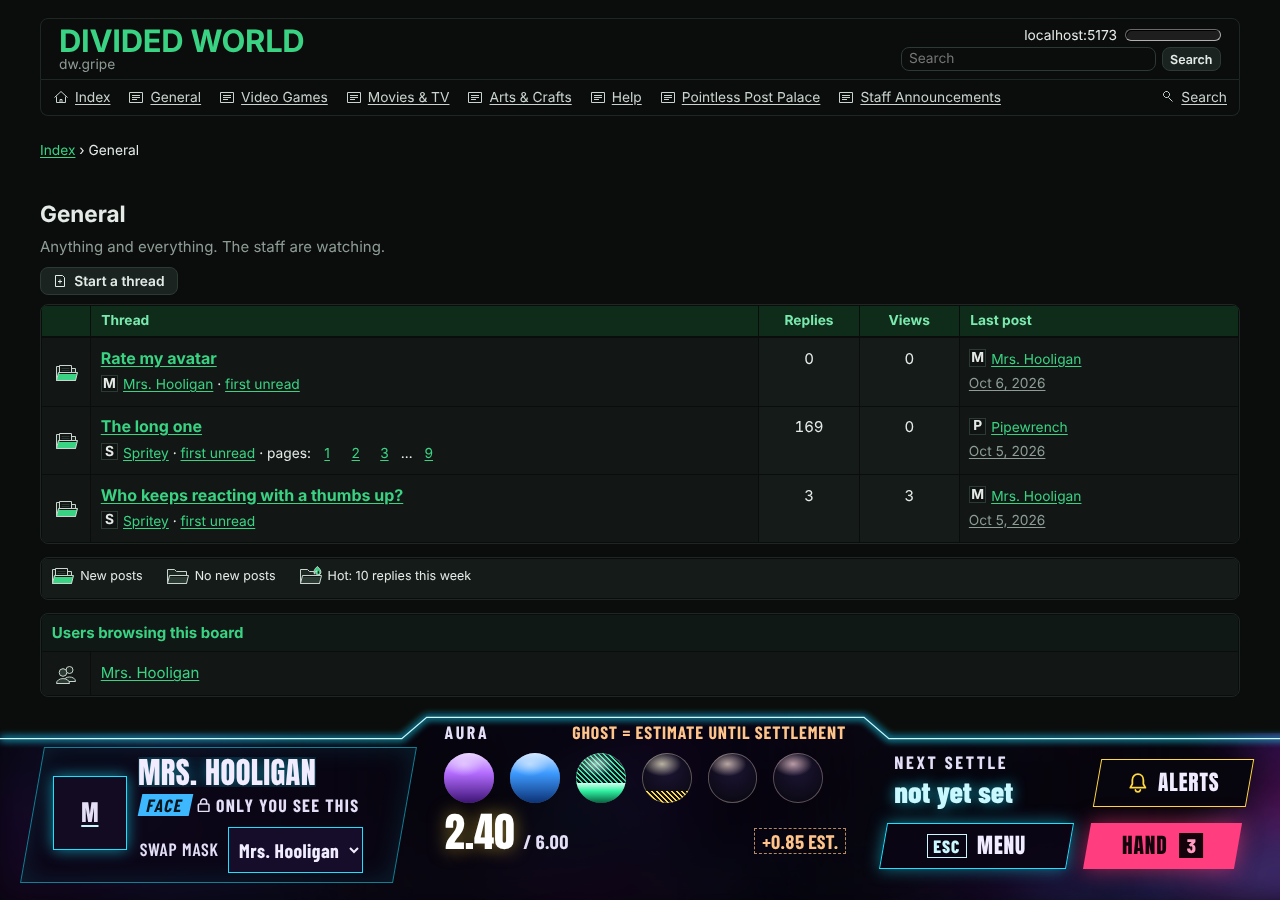 DIVIDED WORLD
dw.gripe
localhost:5173
Search
Search
Index
General
Video Games
Movies & TV
Arts & Crafts
Help
Pointless Post Palace
Staff Announcements
Search
Index › General
General
Anything and everything. The staff are watching.
Start a thread
Thread
Replies
Views
Last post
Rate my avatar
M Mrs. Hooligan · first unread
0
0
M Mrs. Hooligan
Oct 6, 2026
The long one
S Spritey · first unread · pages: 1 2 3 … 9
169
0
P Pipewrench
Oct 5, 2026
Who keeps reacting with a thumbs up?
S Spritey · first unread
3
3
M Mrs. Hooligan
Oct 5, 2026
New posts
No new posts
Hot: 10 replies this week
Users browsing this board
Mrs. Hooligan
M
MRS. HOOLIGAN
FACE ONLY YOU SEE THIS
SWAP MASK Mrs. Hooligan
AURA
GHOST = ESTIMATE UNTIL SETTLEMENT
2.40 / 6.00
+0.85 EST.
NEXT SETTLE
not yet set
ALERTS
ESC MENU
HAND 3